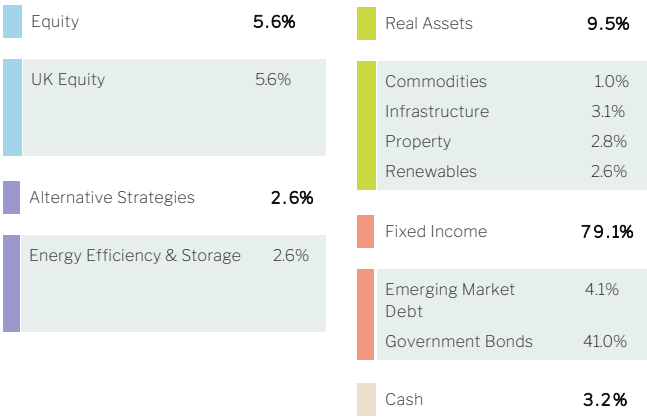 Equity 5.6%
UK Equity 5.6%
Alternative Strategies 2.6%
Energy Efficiency & Storage 2.6%
Real Assets 9.5%
Commodities 1.0%
Infrastructure 3.1%
Property 2.8%
Renewables 2.6%
Fixed Income 79.1%
Emerging Market 4.1%
Debt
Government Bonds 41.0%
Cash 3.2%